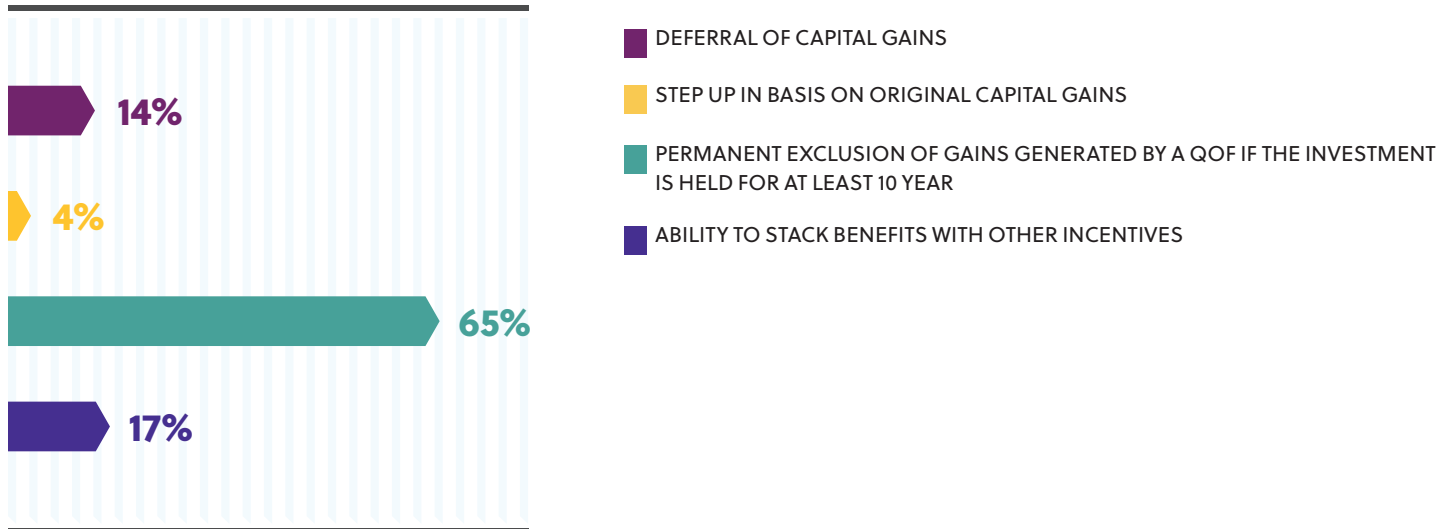 14%
4%
65%
17%
DEFERRAL OF CAPITAL GAINS
STEP UP IN BASIS ON ORIGINAL CAPITAL GAINS
PERMANENT EXCLUSION OF GAINS GENERATED BY A QOF IF THE INVESTMENT
IS HELD FOR AT LEAST 10 YEAR
ABILITY TO STACK BENEFITS WITH OTHER INCENTIVES